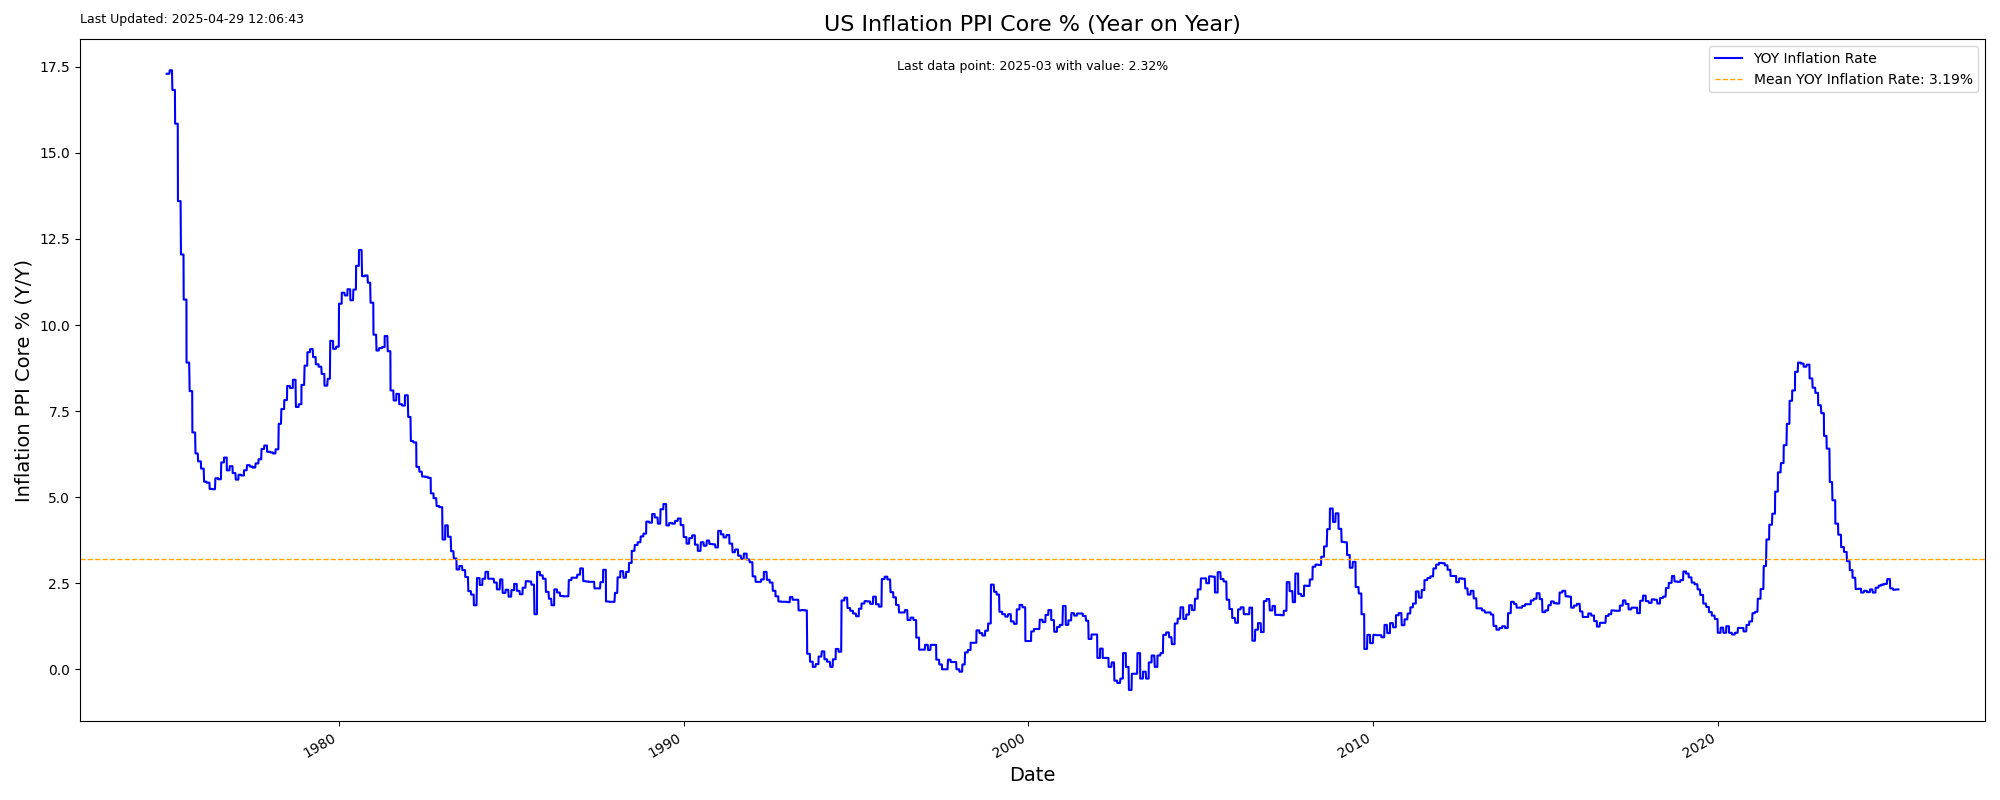 Last Updated: 2025-04-29 12:06:43
US Inflation PPI Core % (Year on Year)
Last data point: 2025-03 with value: 2.32%
YOY Inflation Rate
Mean YOY Inflation Rate: 3.19%
Inflation PPI Core % (Y/Y)
17.5
15.0
12.5
10.0
7.5
5.0
2.5
0.0
1980
1990
2000
2010
2020
Date